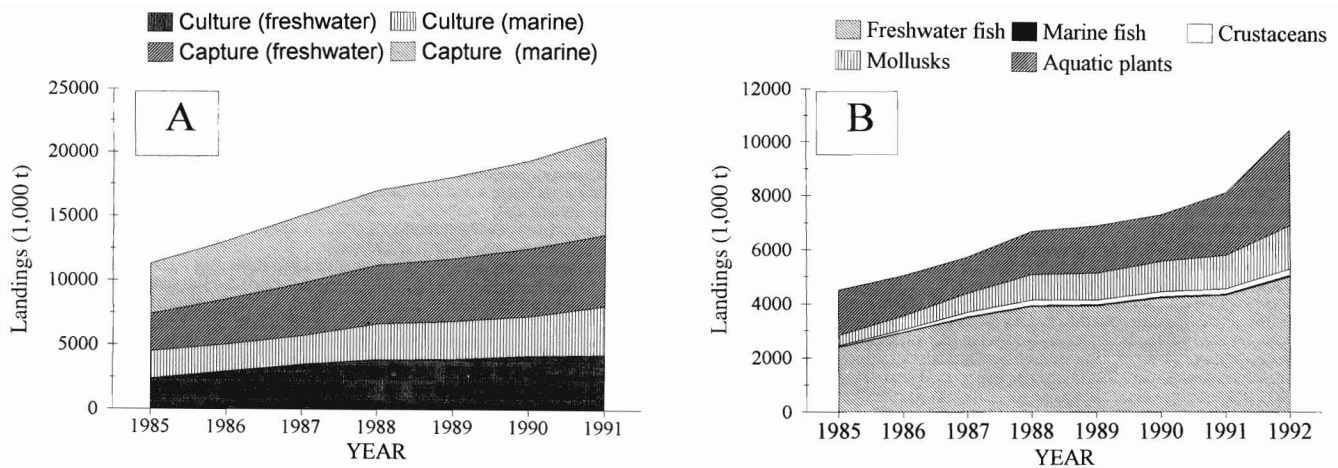 Culture (freshwater) Culture (marine)
Capture (freshwater) Capture (marine)
A
Landings (1,000 t)
25000
20000
15000
10000
5000
0
1985 1986 1987 1988 1989 1990 1991
YEAR
Freshwater fish Marine fish Crustaceans
Mollusks Aquatic plants
B
Landings (1,000 t)
12000
10000
8000
6000
4000
2000
0
1985 1986 1987 1988 1989 1990 1991 1992
YEAR